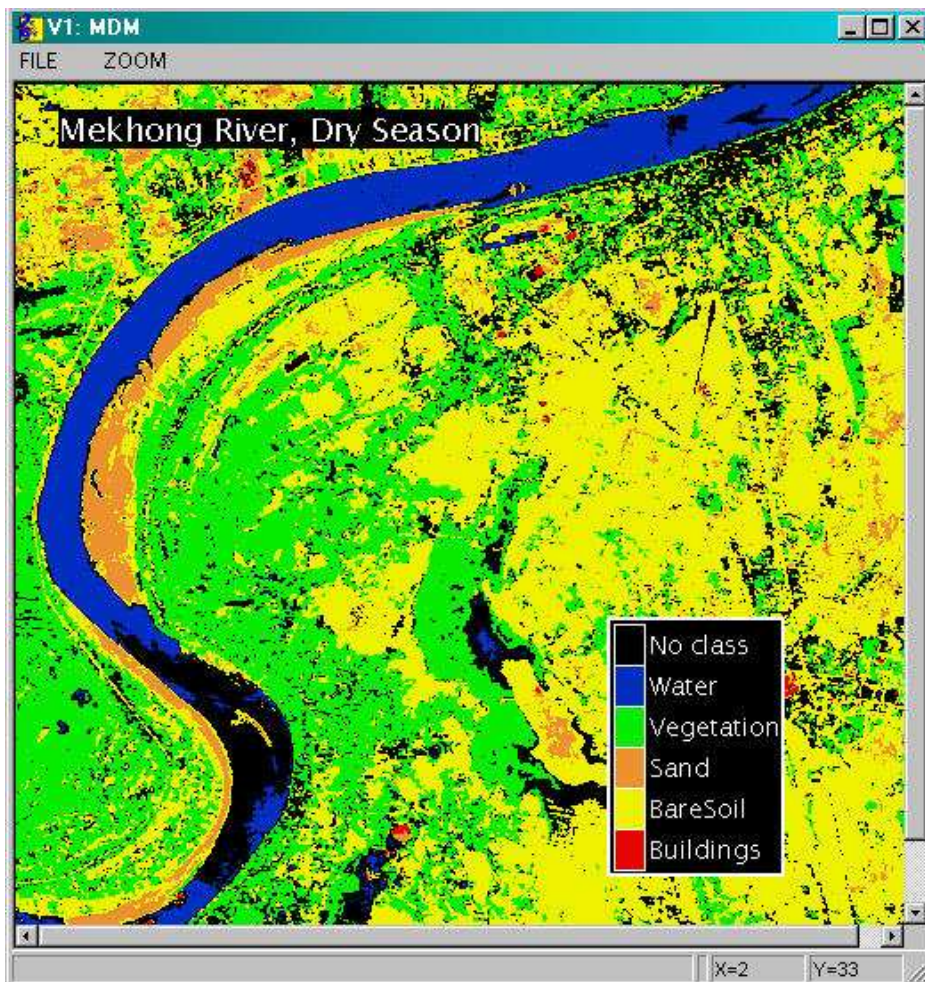 V1: MDM
FILE ZOOM
Mekhong River, Dry Season
No class
Water
Vegetation
Sand
BareSoil
Buildings
X=2 Y=33